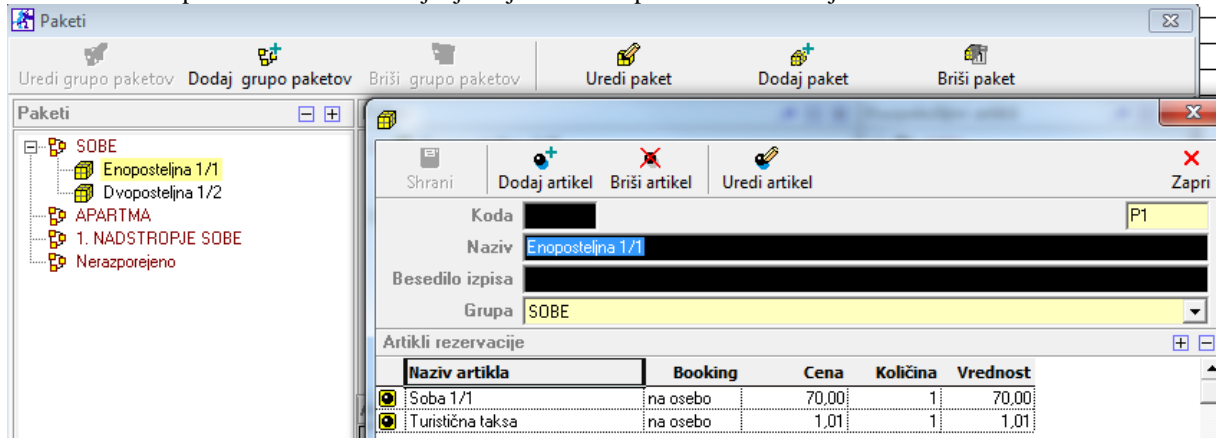 Paketi
Uredi grupo paketov Dodaj grupo paketov Briši grupo paketov Uredi paket Dodaj paket Briši paket
Paketi
SOBE
Enoposteljna 1/1
Dvoposteljna 1/2
APARTMA
1. NADSTROPJE SOBE
Nerazporejeno
Shrani Dodaj artikel Briši artikel Uredi artikel Zapri
Koda P1
Naziv Enoposteljna 1/1
Besedilo izpisa
Grupa SOBE
Artikli rezervacije
Naziv artikla Booking Cena Količina Vrednost
Soba 1/1 na osebo 70,00 1 70,00
Turistična taksa na osebo 1,01 1 1,01